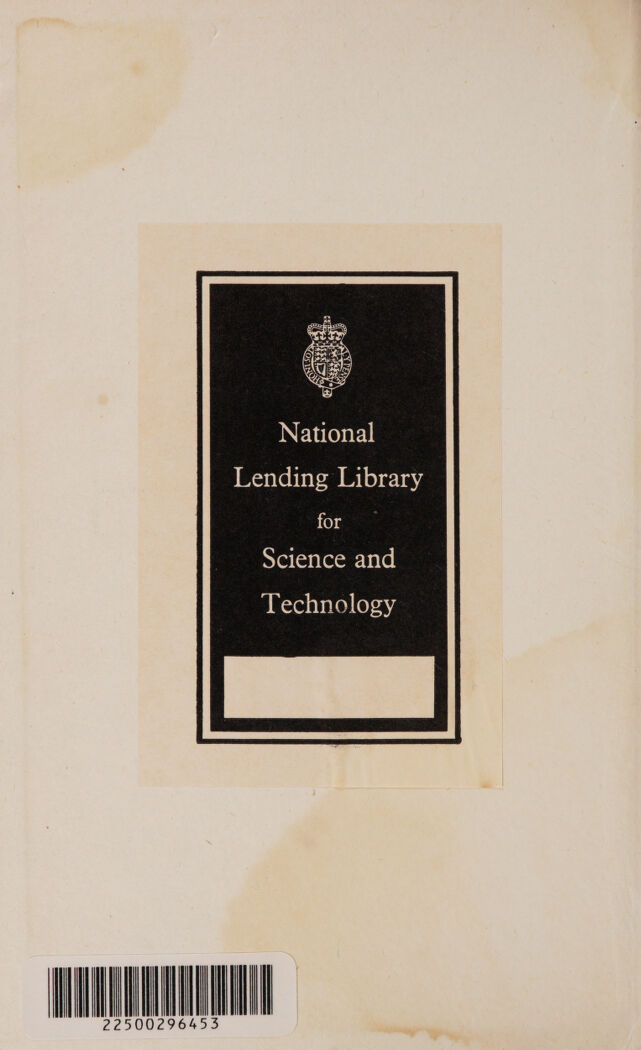 National
Lending Library
for
Science and
Technology
22500296453